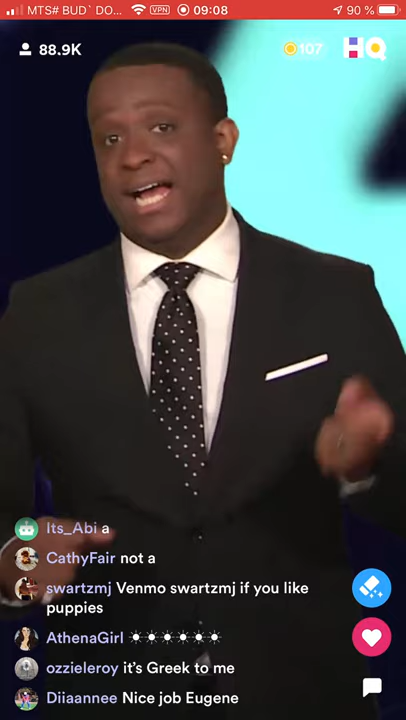 MTS# BUD` DO... VPN 09:08 90 %
88.9K 107 HQ
Its_Abi a
CathyFair not a
swartzmj Venmo swartzmj if you like
puppies
AthenaGirl ☀☀☀☀☀☀
ozzieleroy it's Greek to me
Diiaannee Nice job Eugene